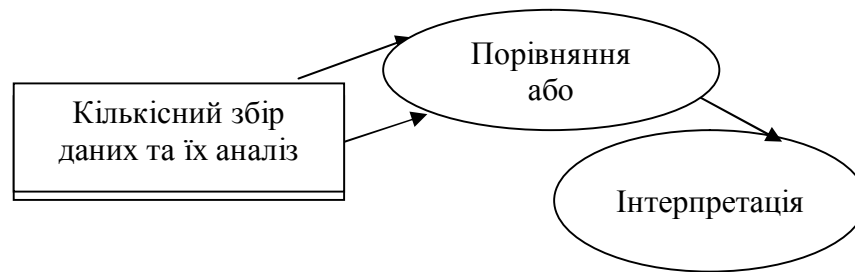 Порівняння
або
Кількісний збір
даних та їх аналіз
Інтерпретація